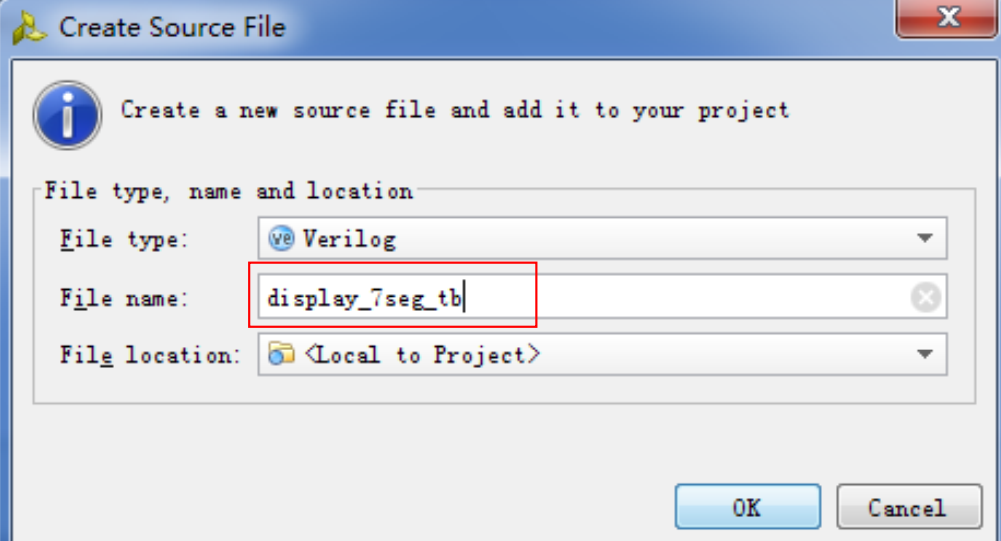 Create Source File
Create a new source file and add it to your project
File type, name and location
File type: Verilog
File name: display_7seg_tb
File location: <Local to Project>
OK Cancel